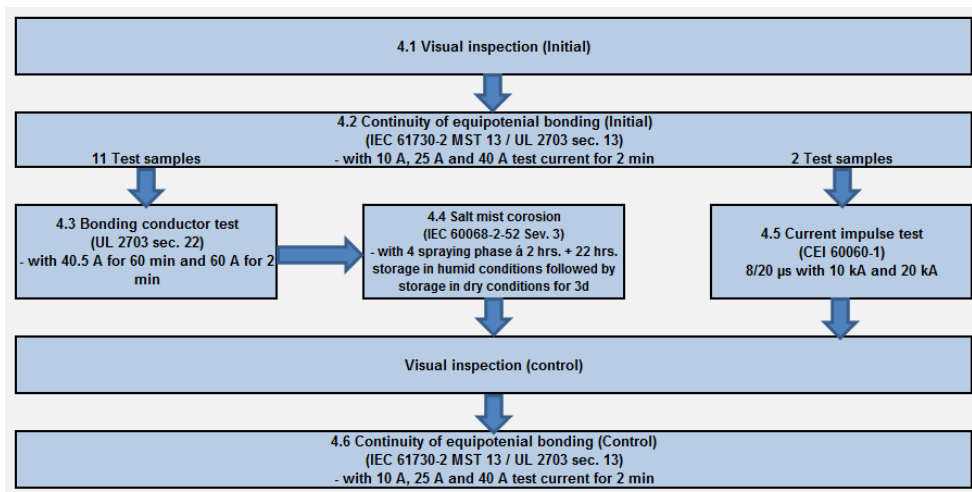 4.1 Visual inspection (Initial)
4.2 Continuity of equipotenial bonding (Initial)
(IEC 61730-2 MST 13 / UL 2703 sec. 13)
- with 10 A, 25 A and 40 A test current for 2 min
11 Test samples
2 Test samples
4.3 Bonding conductor test
(UL 2703 sec. 22)
- with 40.5 A for 60 min and 60 A for 2
min
4.4 Salt mist corosion
(IEC 60068-2-52 Sev. 3)
- with 4 spraying phase á 2 hrs. + 22 hrs.
storage in humid conditions followed by
storage in dry conditions for 3d
4.5 Current impulse test
(CEI 60060-1)
8/20 µs with 10 kA and 20 kA
Visual inspection (control)
4.6 Continuity of equipotenial bonding (Control)
(IEC 61730-2 MST 13 / UL 2703 sec. 13)
- with 10 A, 25 A and 40 A test current for 2 min